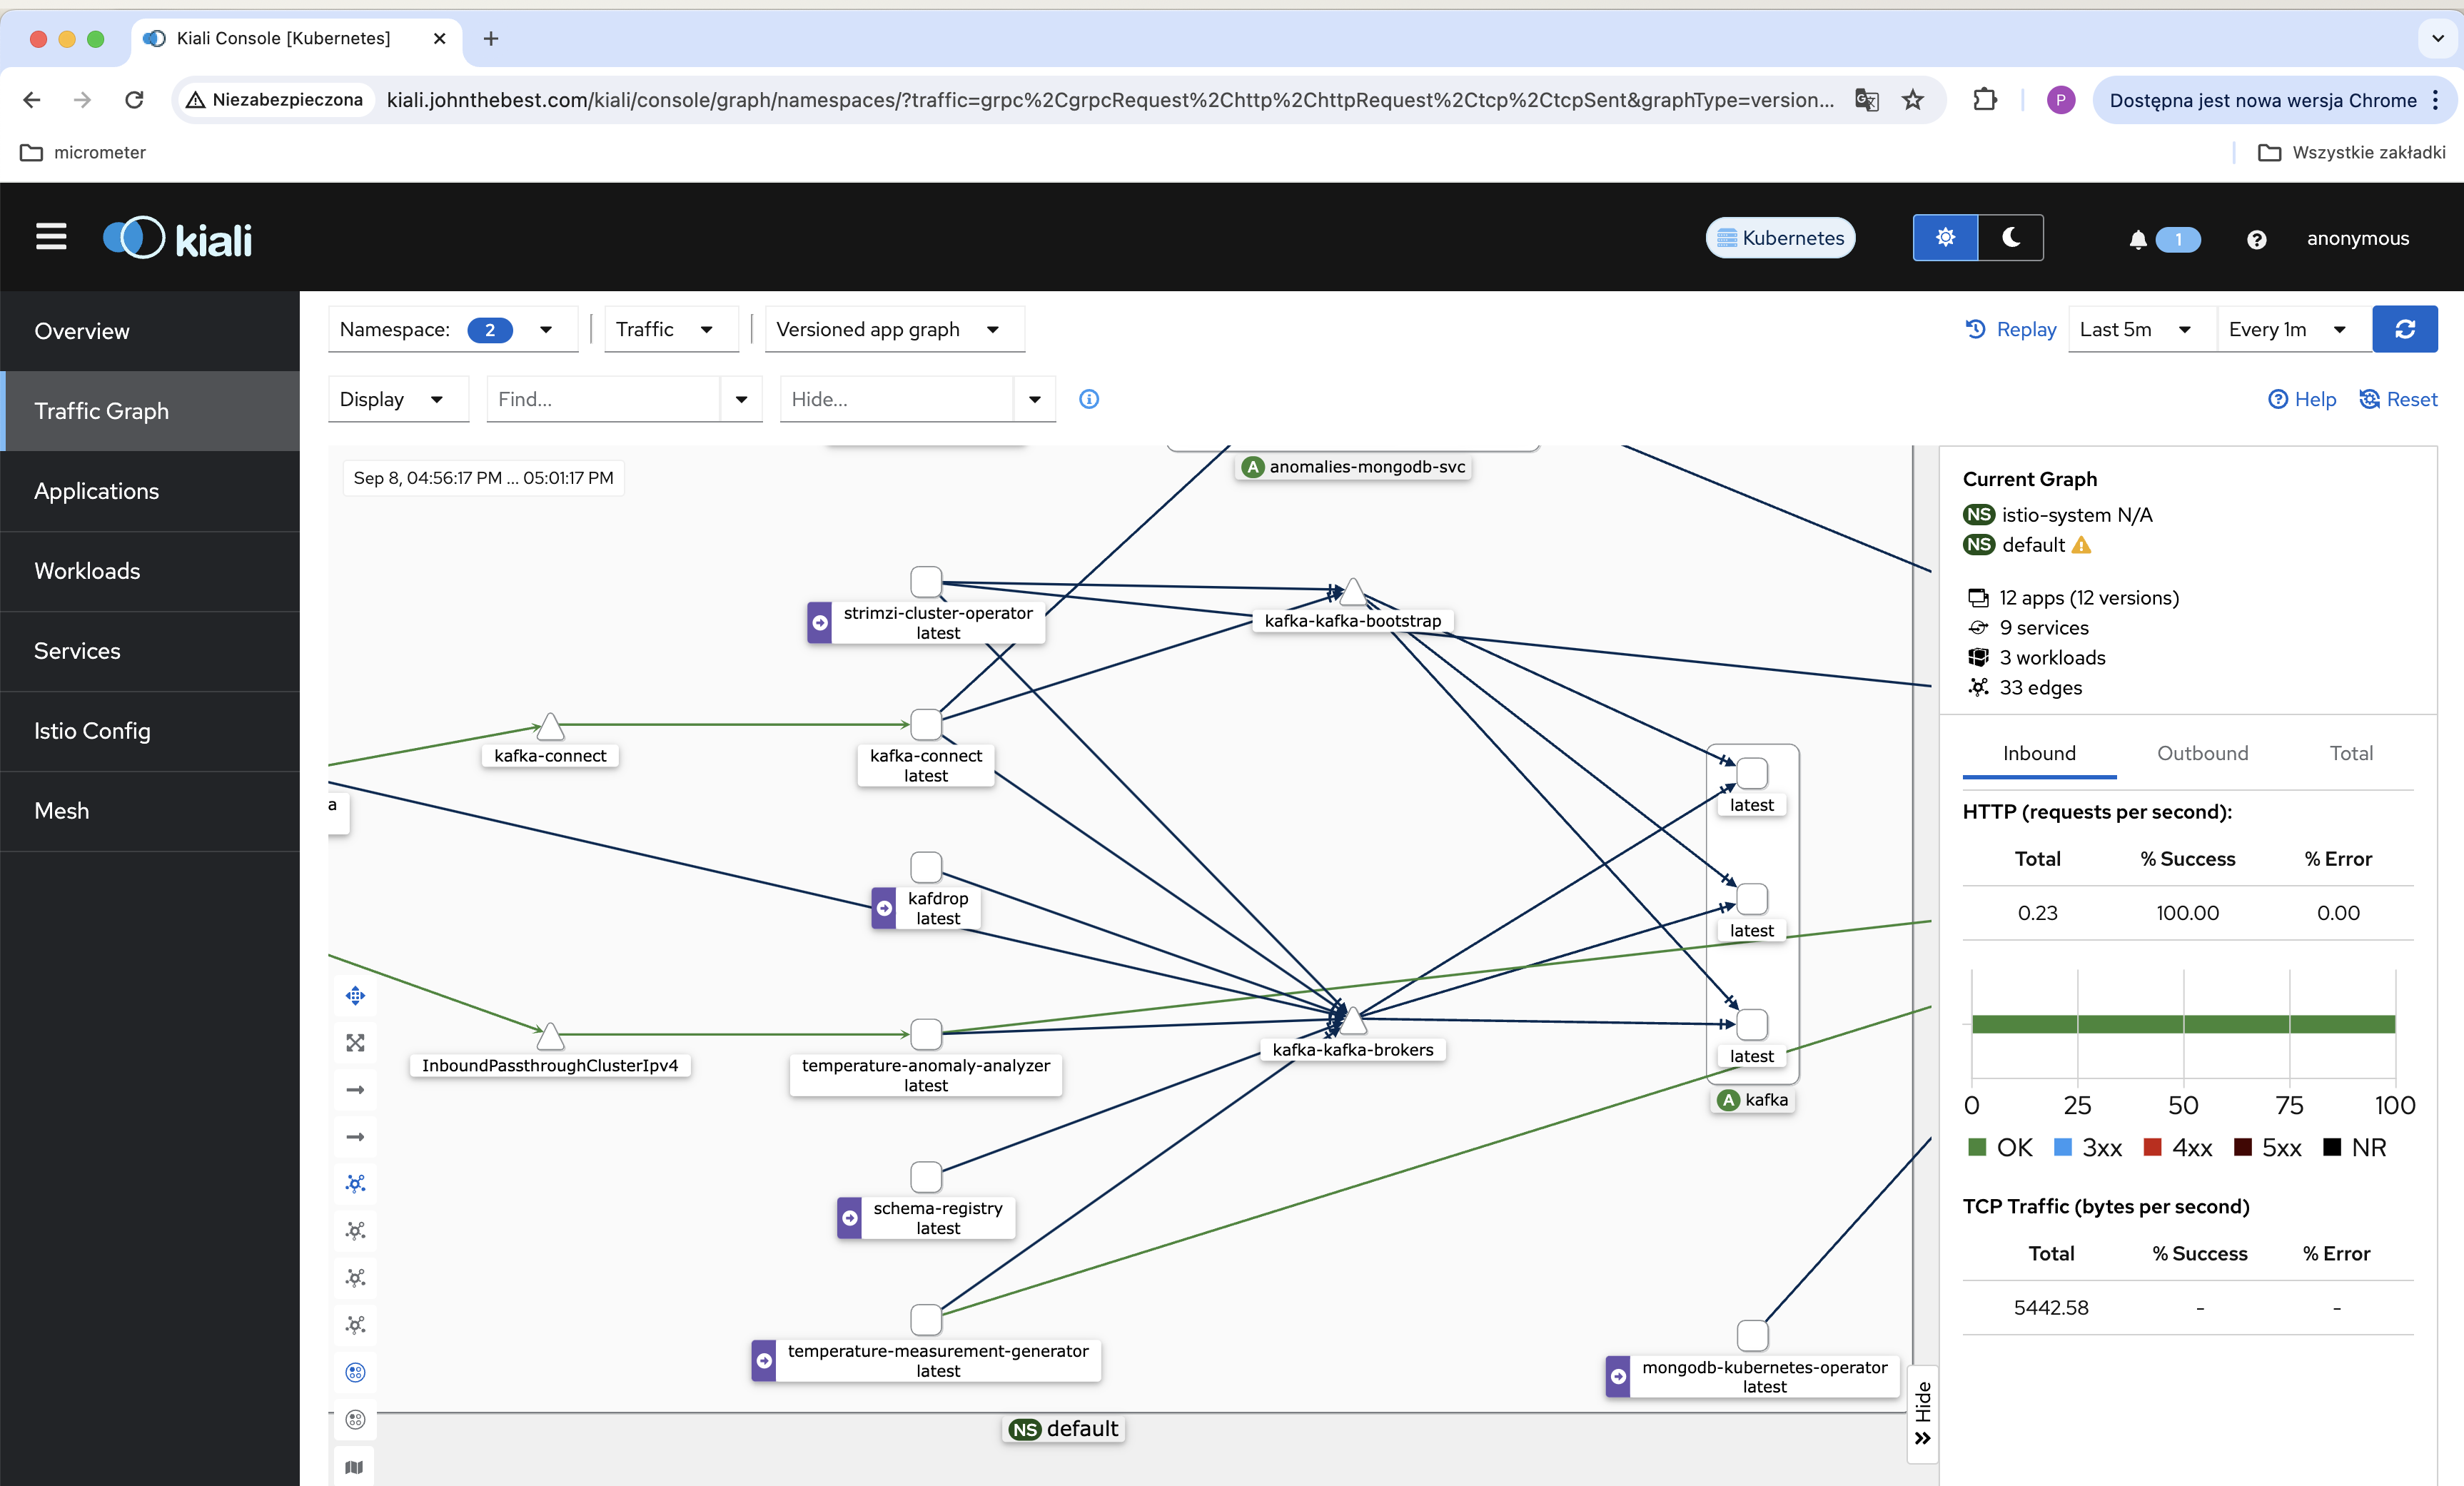 Kiali Console [Kubernetes]
Niezabezpieczona
kiali.johnthebest.com/kiali/console/graph/namespaces/?traffic=grpc%2CgrpcRequest%2Chttp%2ChttpRequest%2Ctcp%2CtcpSent&graphType=version...
P
Dostępna jest nowa wersja Chrome
micrometer
Wszystkie zakładki
kiali
Kubernetes
1
anonymous
Overview
Traffic Graph
Applications
Workloads
Services
Istio Config
Mesh
Namespace: 2
Traffic
Versioned app graph
Replay
Last 5m
Every 1m
Display
Find...
Hide...
Help
Reset
Sep 8, 04:56:17 PM ... 05:01:17 PM
A anomalies-mongodb-svc
strimzi-cluster-operator
latest
kafka-kafka-bootstrap
kafka-connect
kafka-connect
latest
a
kafdrop
latest
latest
latest
latest
A kafka
InboundPassthroughClusterIpv4
temperature-anomaly-analyzer
latest
kafka-kafka-brokers
schema-registry
latest
temperature-measurement-generator
latest
mongodb-kubernetes-operator
latest
NS default
Hide
Current Graph
NS istio-system N/A
NS default
12 apps (12 versions)
9 services
3 workloads
33 edges
Inbound
Outbound
Total
HTTP (requests per second):
Total % Success % Error
0.23 100.00 0.00
0 25 50 75 100
OK 3xx 4xx 5xx NR
TCP Traffic (bytes per second)
Total % Success % Error
5442.58 - -